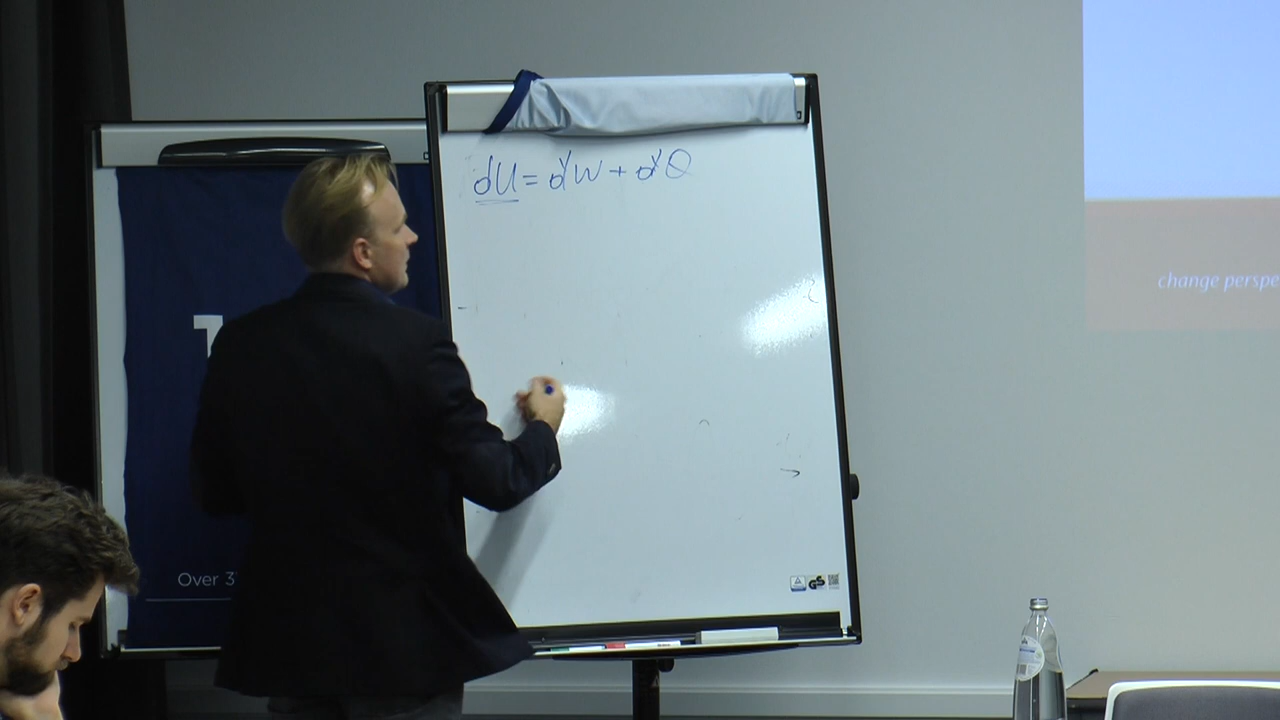 dU = đW + đQ
change perspe
Over 3